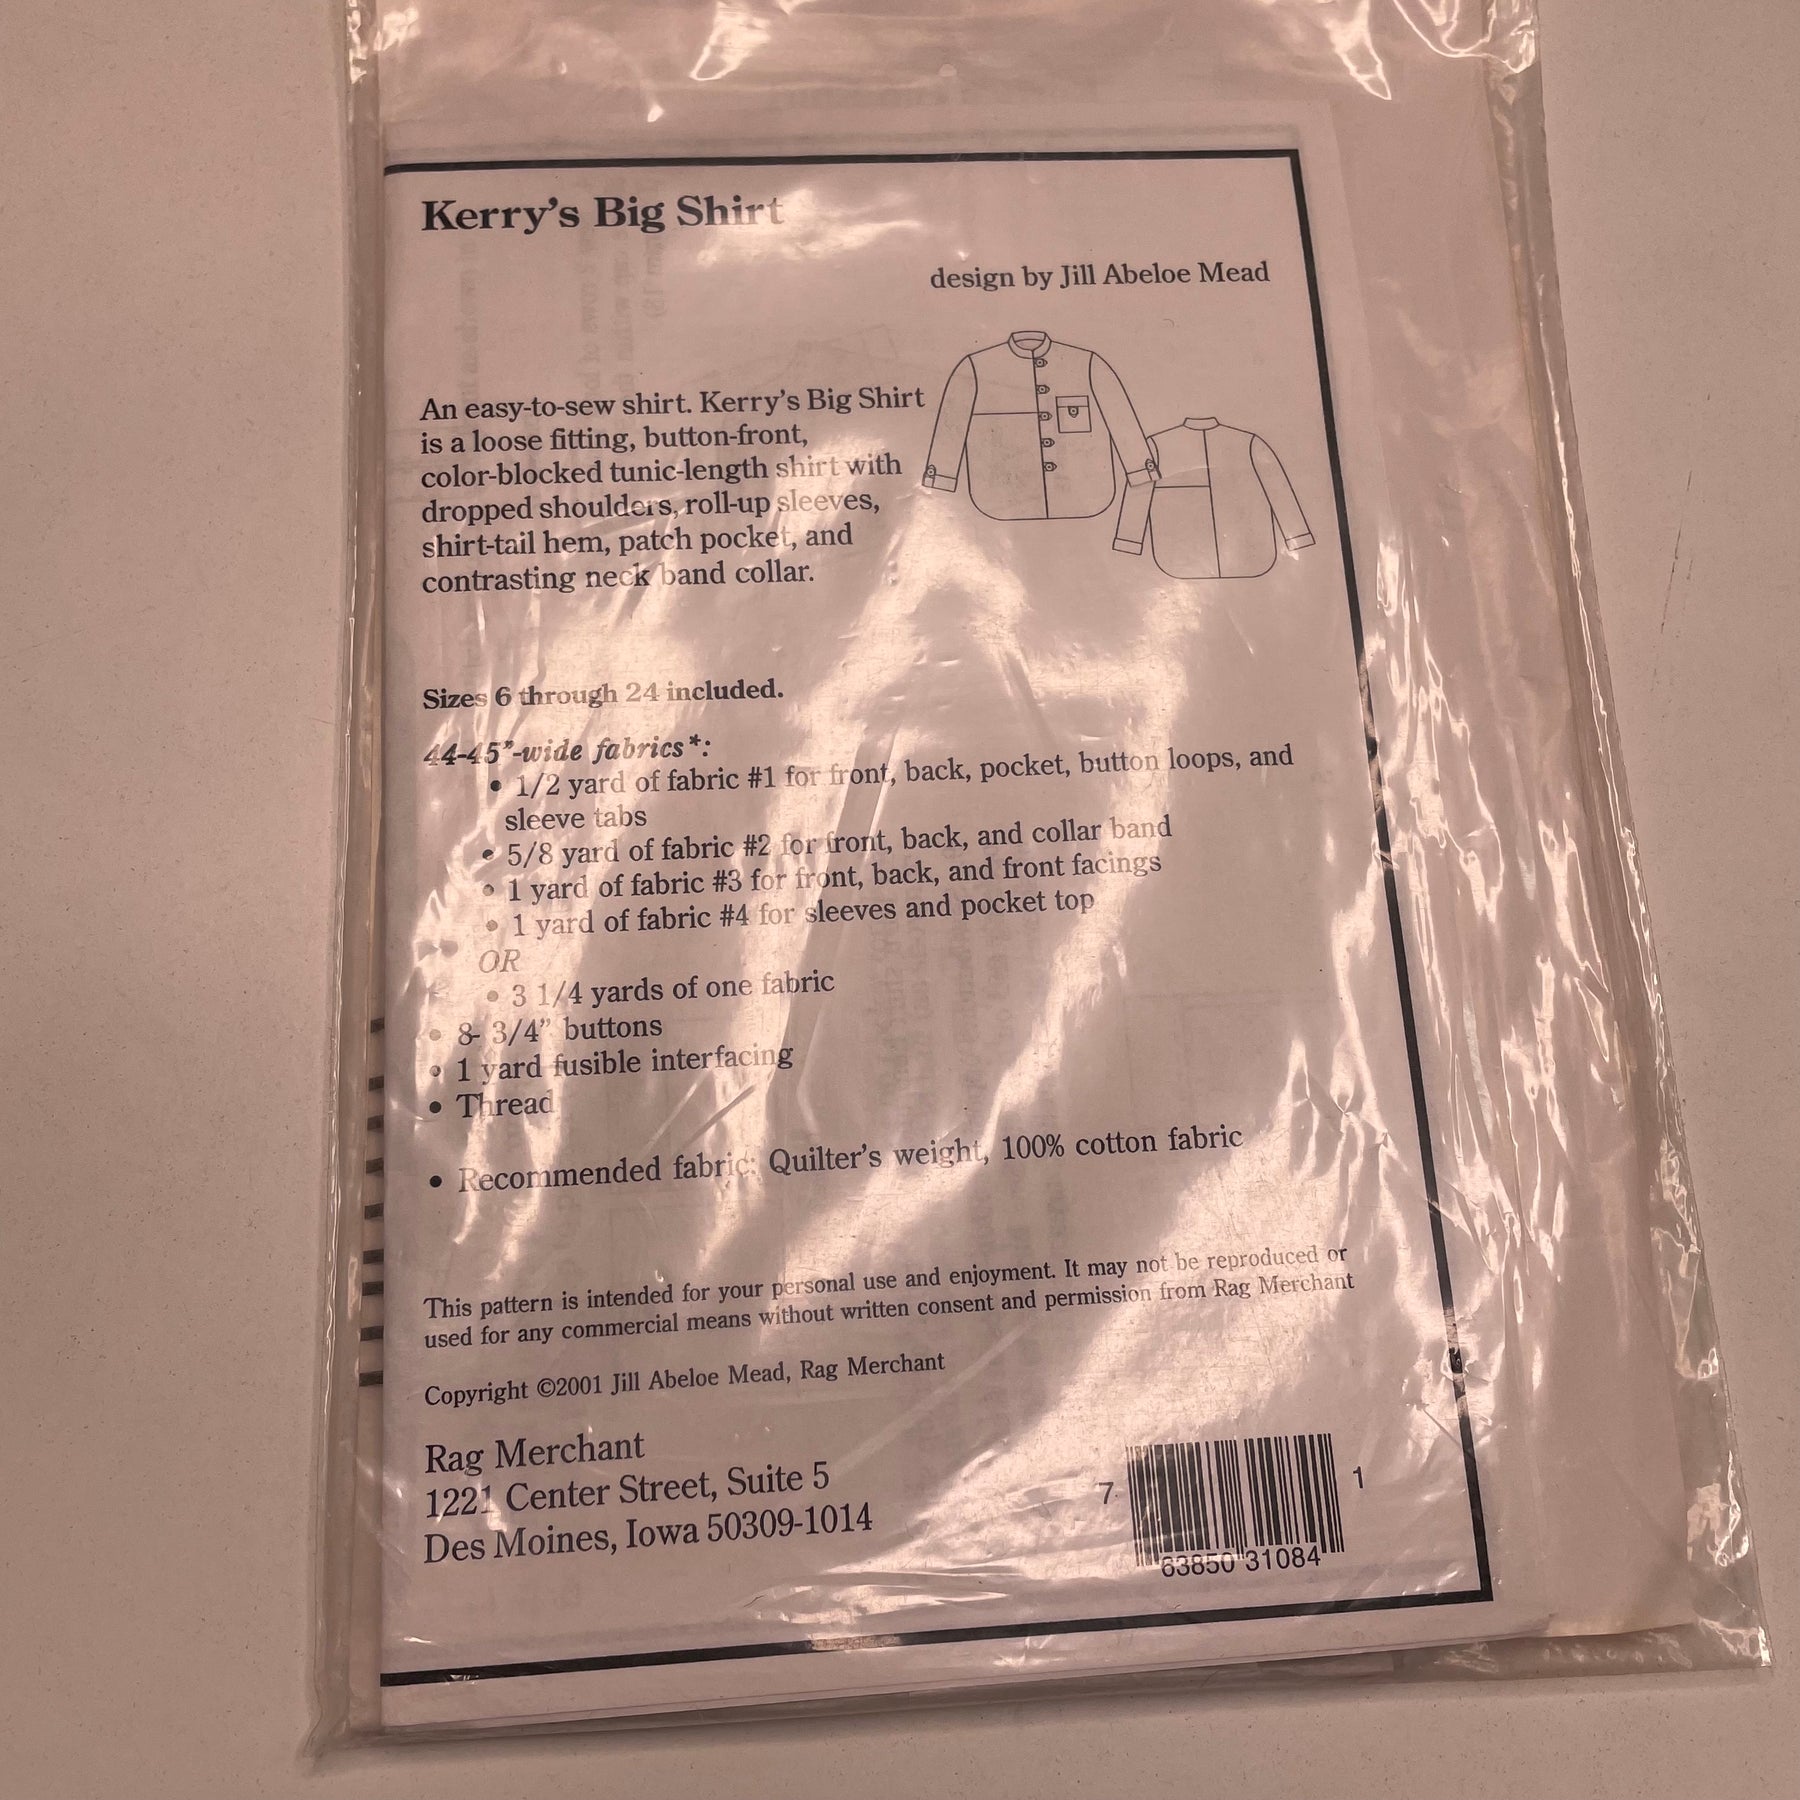 Kerry's Big Shirt
design by Jill Abeloe Mead
An easy-to-sew shirt. Kerry's Big Shirt
is a loose fitting, button-front,
color-blocked tunic-length shirt with
dropped shoulders, roll-up sleeves,
shirt-tail hem, patch pocket, and
contrasting neck band collar.
Sizes 6 through 24 included.
44-45”-wide fabrics*:
• 1/2 yard of fabric #1 for front, back, pocket, button loops, and
sleeve tabs
• 5/8 yard of fabric #2 for front, back, and collar band
• 1 yard of fabric #3 for front, back, and front facings
• 1 yard of fabric #4 for sleeves and pocket top
OR
• 3 1/4 yards of one fabric
• 8- 3/4” buttons
• 1 yard fusible interfacing
• Thread
• Recommended fabric: Quilter's weight, 100% cotton fabric
This pattern is intended for your personal use and enjoyment. It may not be reproduced or
used for any commercial means without written consent and permission from Rag Merchant
Copyright ©2001 Jill Abeloe Mead, Rag Merchant
Rag Merchant
1221 Center Street, Suite 5
Des Moines, Iowa 50309-1014
7 63850 31084 1